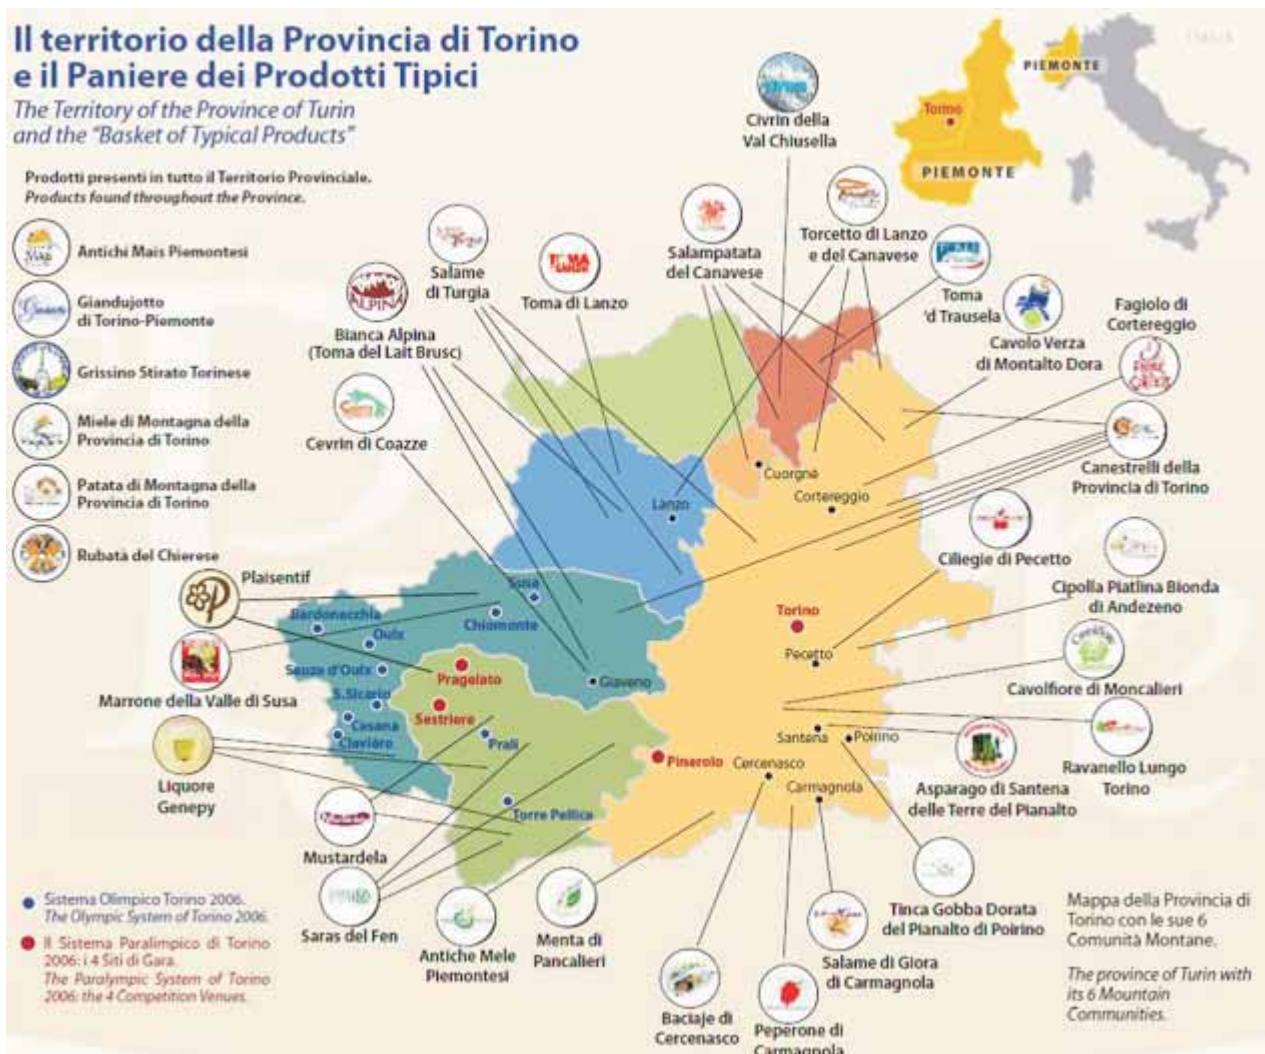 Il territorio della Provincia di Torino
e il Paniere dei Prodotti Tipici
The Territory of the Province of Turin
and the "Basket of Typical Products"
Prodotti presenti in tutto il Territorio Provinciale.
Products found throughout the Province.
Antichi Mais Piemontesi
Giandujotto
di Torino-Piemonte
Grissino Stirato Torinese
Miele di Montagna della
Provincia di Torino
Patata di Montagna della
Provincia di Torino
Rubatà del Chierese
ITALIA
PIEMONTE
Torino
PIEMONTE
Civrin della
Val Chiusella
Salampatata
del Canavese
Torcetto di Lanzo
e del Canavese
Toma
'd Trausela
Cavolo Verza
di Montalto Dora
Fagiolo di
Cortereggio
Canestrelli della
Provincia di Torino
Salame
di Turgia
Toma di Lanzo
TOMA
LANZO
ALPINA
Bianca Alpina
(Toma del Lait Brusc)
Cevrin di Coazze
Plaisentif
Marrone della Valle di Susa
Liquore
Genepy
Mustardela
Saras del Fen
Antiche Mele
Piemontesi
Menta di
Pancalieri
Baciaje di
Cercenasco
Peperone di
Carmagnola
Salame di Giora
di Carmagnola
Tinca Gobba Dorata
del Pianalto di Poirino
Asparago di Santena
delle Terre del Pianalto
Ravanello Lungo
Torino
Cavolfiore di Moncalieri
Cipolla Piatlina Bionda
di Andezeno
Ciliegie di Pecetto
Cuorgnè
Cortereggio
Lanzo
Susa
Bardonecchia
Chiomonte
Oulx
Sauze d'Oulx
S.Sicario
Cesana
Clavière
Pragelato
Sestriere
Prali
Torre Pellice
Giaveno
Torino
Pecetto
Santena
Poirino
Pinerolo
Cercenasco
Carmagnola
Sistema Olimpico Torino 2006.
The Olympic System of Torino 2006.
Il Sistema Paralimpico di Torino
2006: i 4 Siti di Gara.
The Paralympic System of Torino
2006: the 4 Competition Venues.
Mappa della Provincia di
Torino con le sue 6
Comunità Montane.
The province of Turin with
its 6 Mountain
Communities.